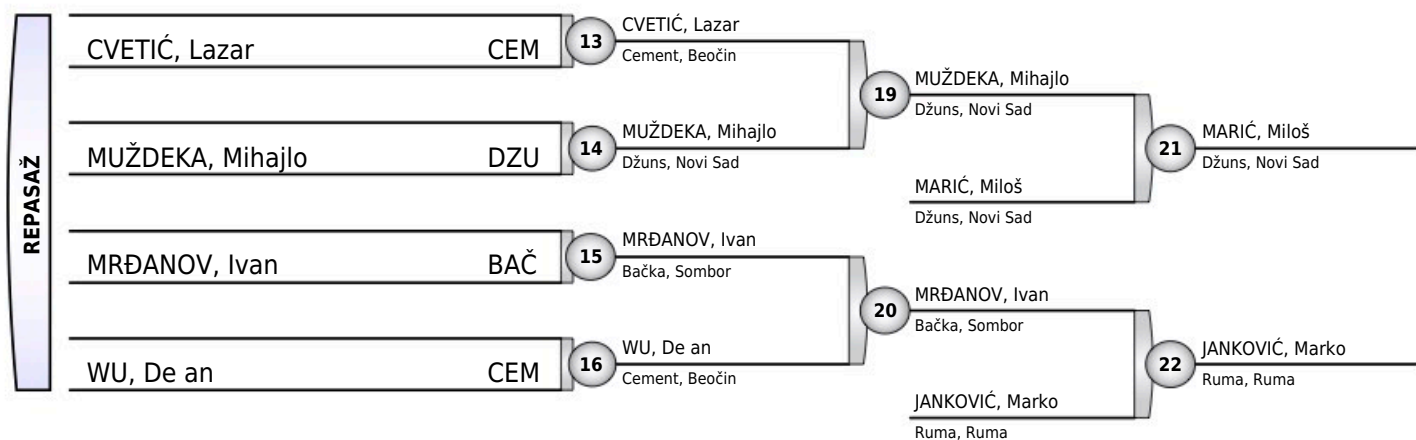 REPASAŽ
CVETIĆ, Lazar CEM
MUŽDEKA, Mihajlo DZU
MRĐANOV, Ivan BAČ
WU, De an CEM
13
CVETIĆ, Lazar
Cement, Beočin
14
MUŽDEKA, Mihajlo
Džuns, Novi Sad
15
MRĐANOV, Ivan
Bačka, Sombor
16
WU, De an
Cement, Beočin
19
MUŽDEKA, Mihajlo
Džuns, Novi Sad
MARIĆ, Miloš
Džuns, Novi Sad
20
MRĐANOV, Ivan
Bačka, Sombor
JANKOVIĆ, Marko
Ruma, Ruma
21
MARIĆ, Miloš
Džuns, Novi Sad
22
JANKOVIĆ, Marko
Ruma, Ruma